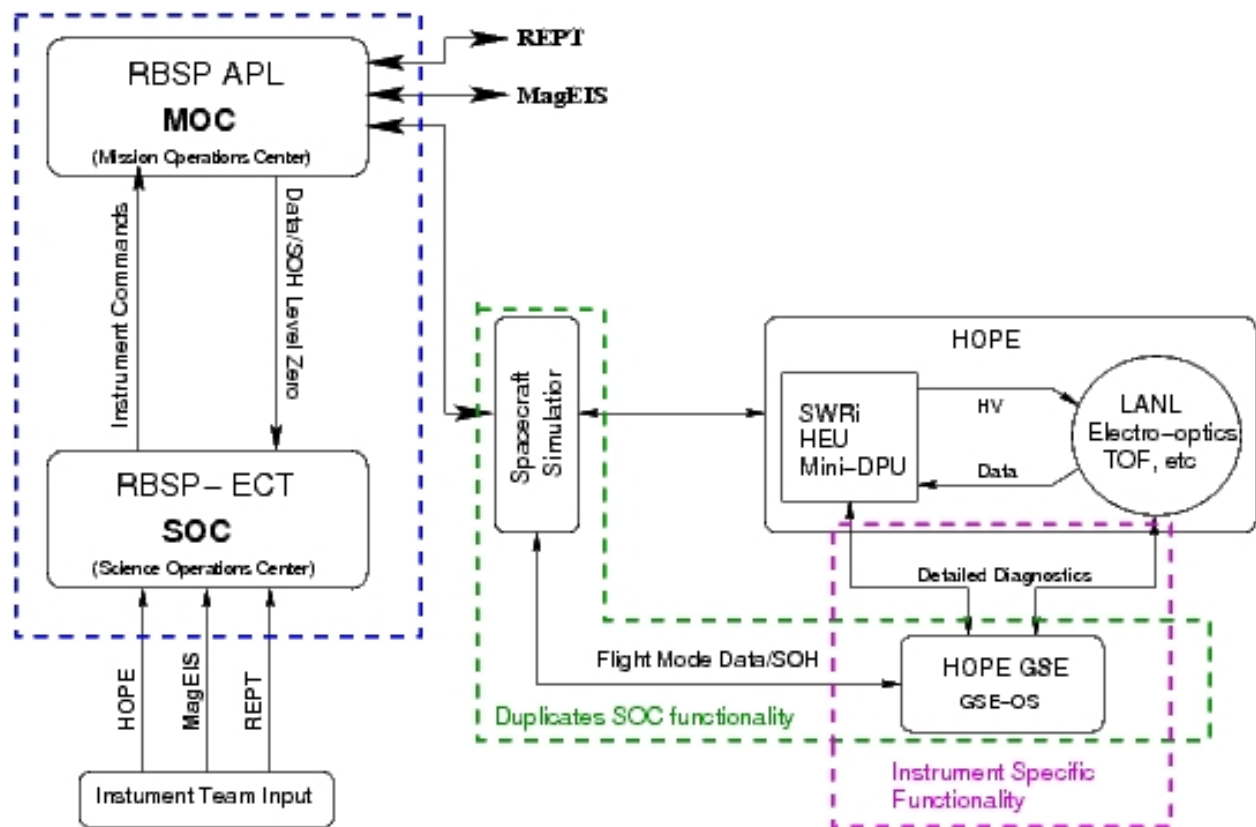 RBSP APL
MOC
(Mission Operations Center)
REPT
MagEIS
Instrument Commands
Data/SOH Level Zero
RBSP- ECT
SOC
(Science Operations Center)
HOPE
MagEIS
REPT
Instument Team Input
Spacecraft
Simulatior
HOPE
SWRi
HEU
Mini-DPU
HV
Data
LANL
Electro-optics
TOF, etc
Detailed Diagnostics
Flight Mode Data/SOH
HOPE GSE
GSE-OS
Duplicates SOC functionality
Instrument Specific
Functionality